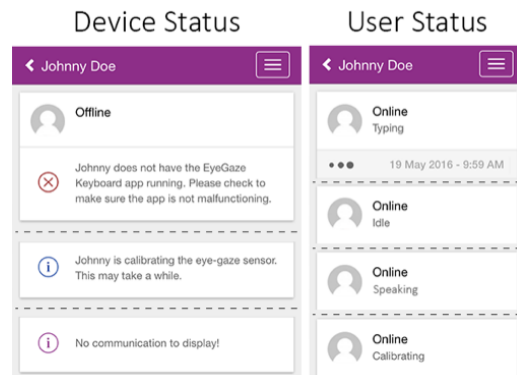 Device Status
Johnny Doe
Offline
Johnny does not have the EyeGaze
Keyboard app running. Please check to
make sure the app is not malfunctioning.
Johnny is calibrating the eye-gaze sensor.
This may take a while.
No communication to display!
User Status
Johnny Doe
Online
Typing
19 May 2016 - 9:59 AM
Online
Idle
Online
Speaking
Online
Calibrating